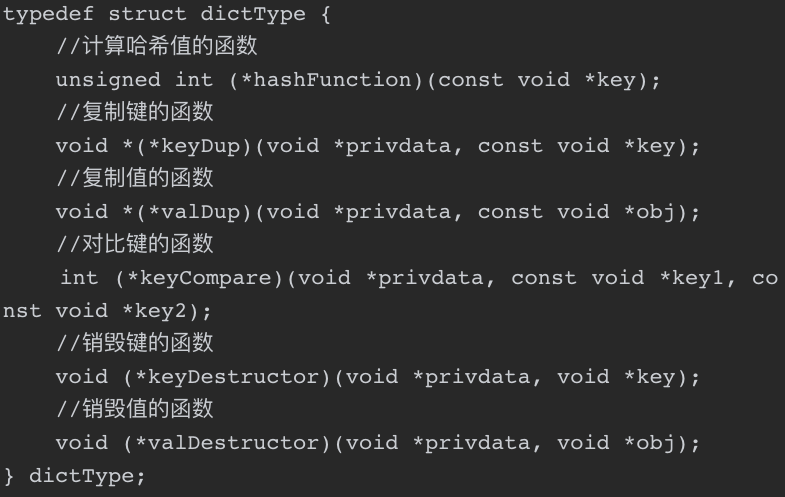 typedef struct dictType {
    //计算哈希值的函数
    unsigned int (*hashFunction)(const void *key);
    //复制键的函数
    void *(*keyDup)(void *privdata, const void *key);
    //复制值的函数
    void *(*valDup)(void *privdata, const void *obj);
    //对比键的函数
    int (*keyCompare)(void *privdata, const void *key1, co
nst void *key2);
    //销毁键的函数
    void (*keyDestructor)(void *privdata, void *key);
    //销毁值的函数
    void (*valDestructor)(void *privdata, void *obj);
} dictType;